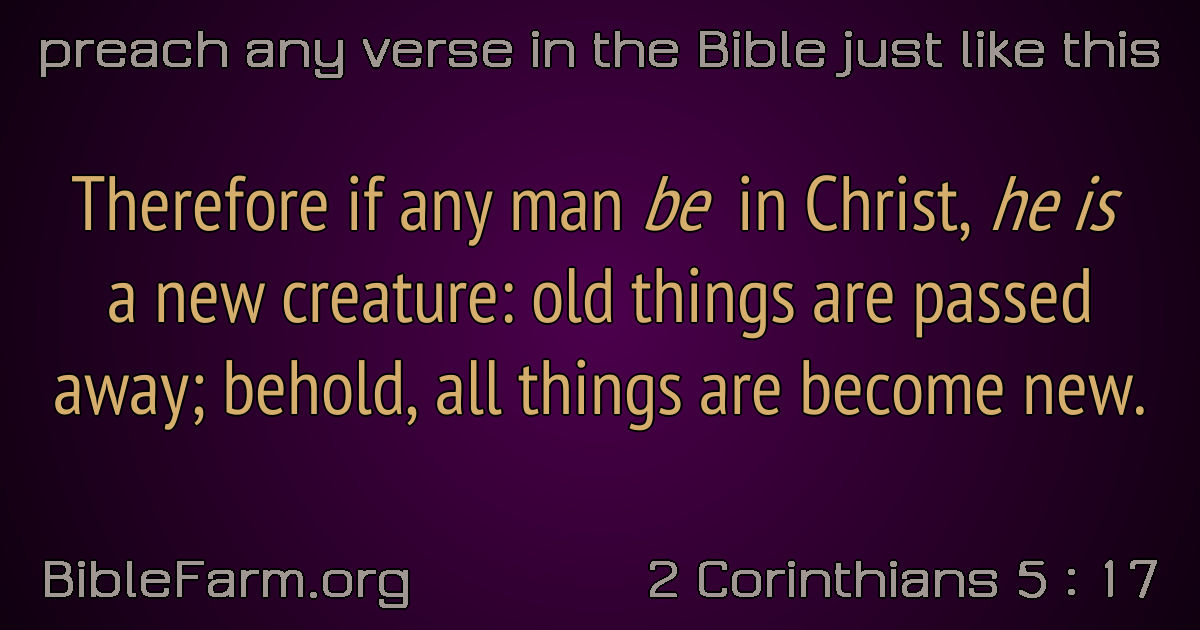 preach any verse in the Bible just like this
Therefore if any man be in Christ, he is
a new creature: old things are passed
away; behold, all things are become new.
BibleFarm.org
2 Corinthians 5 : 17